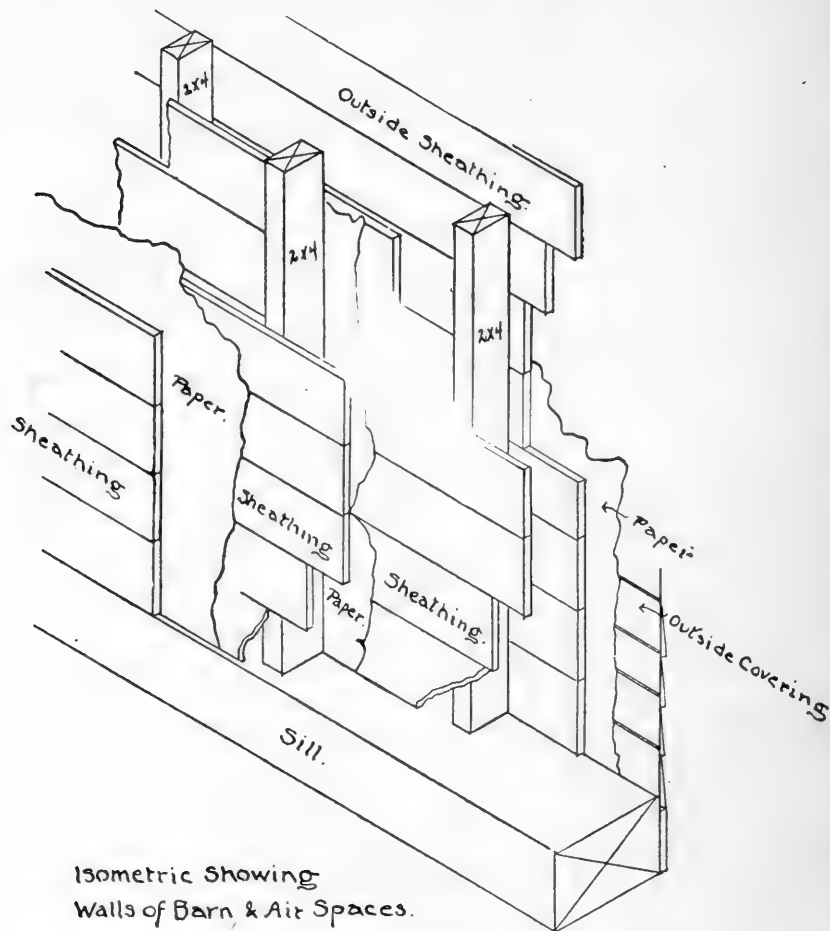 2X4
Outside Sheathing.
2X4
2X4
Paper.
Sheathing
Sheathing
Paper.
Sheathing.
Paper
Outside Covering
Sill.
Isometric Showing
Walls of Barn & Air Spaces.